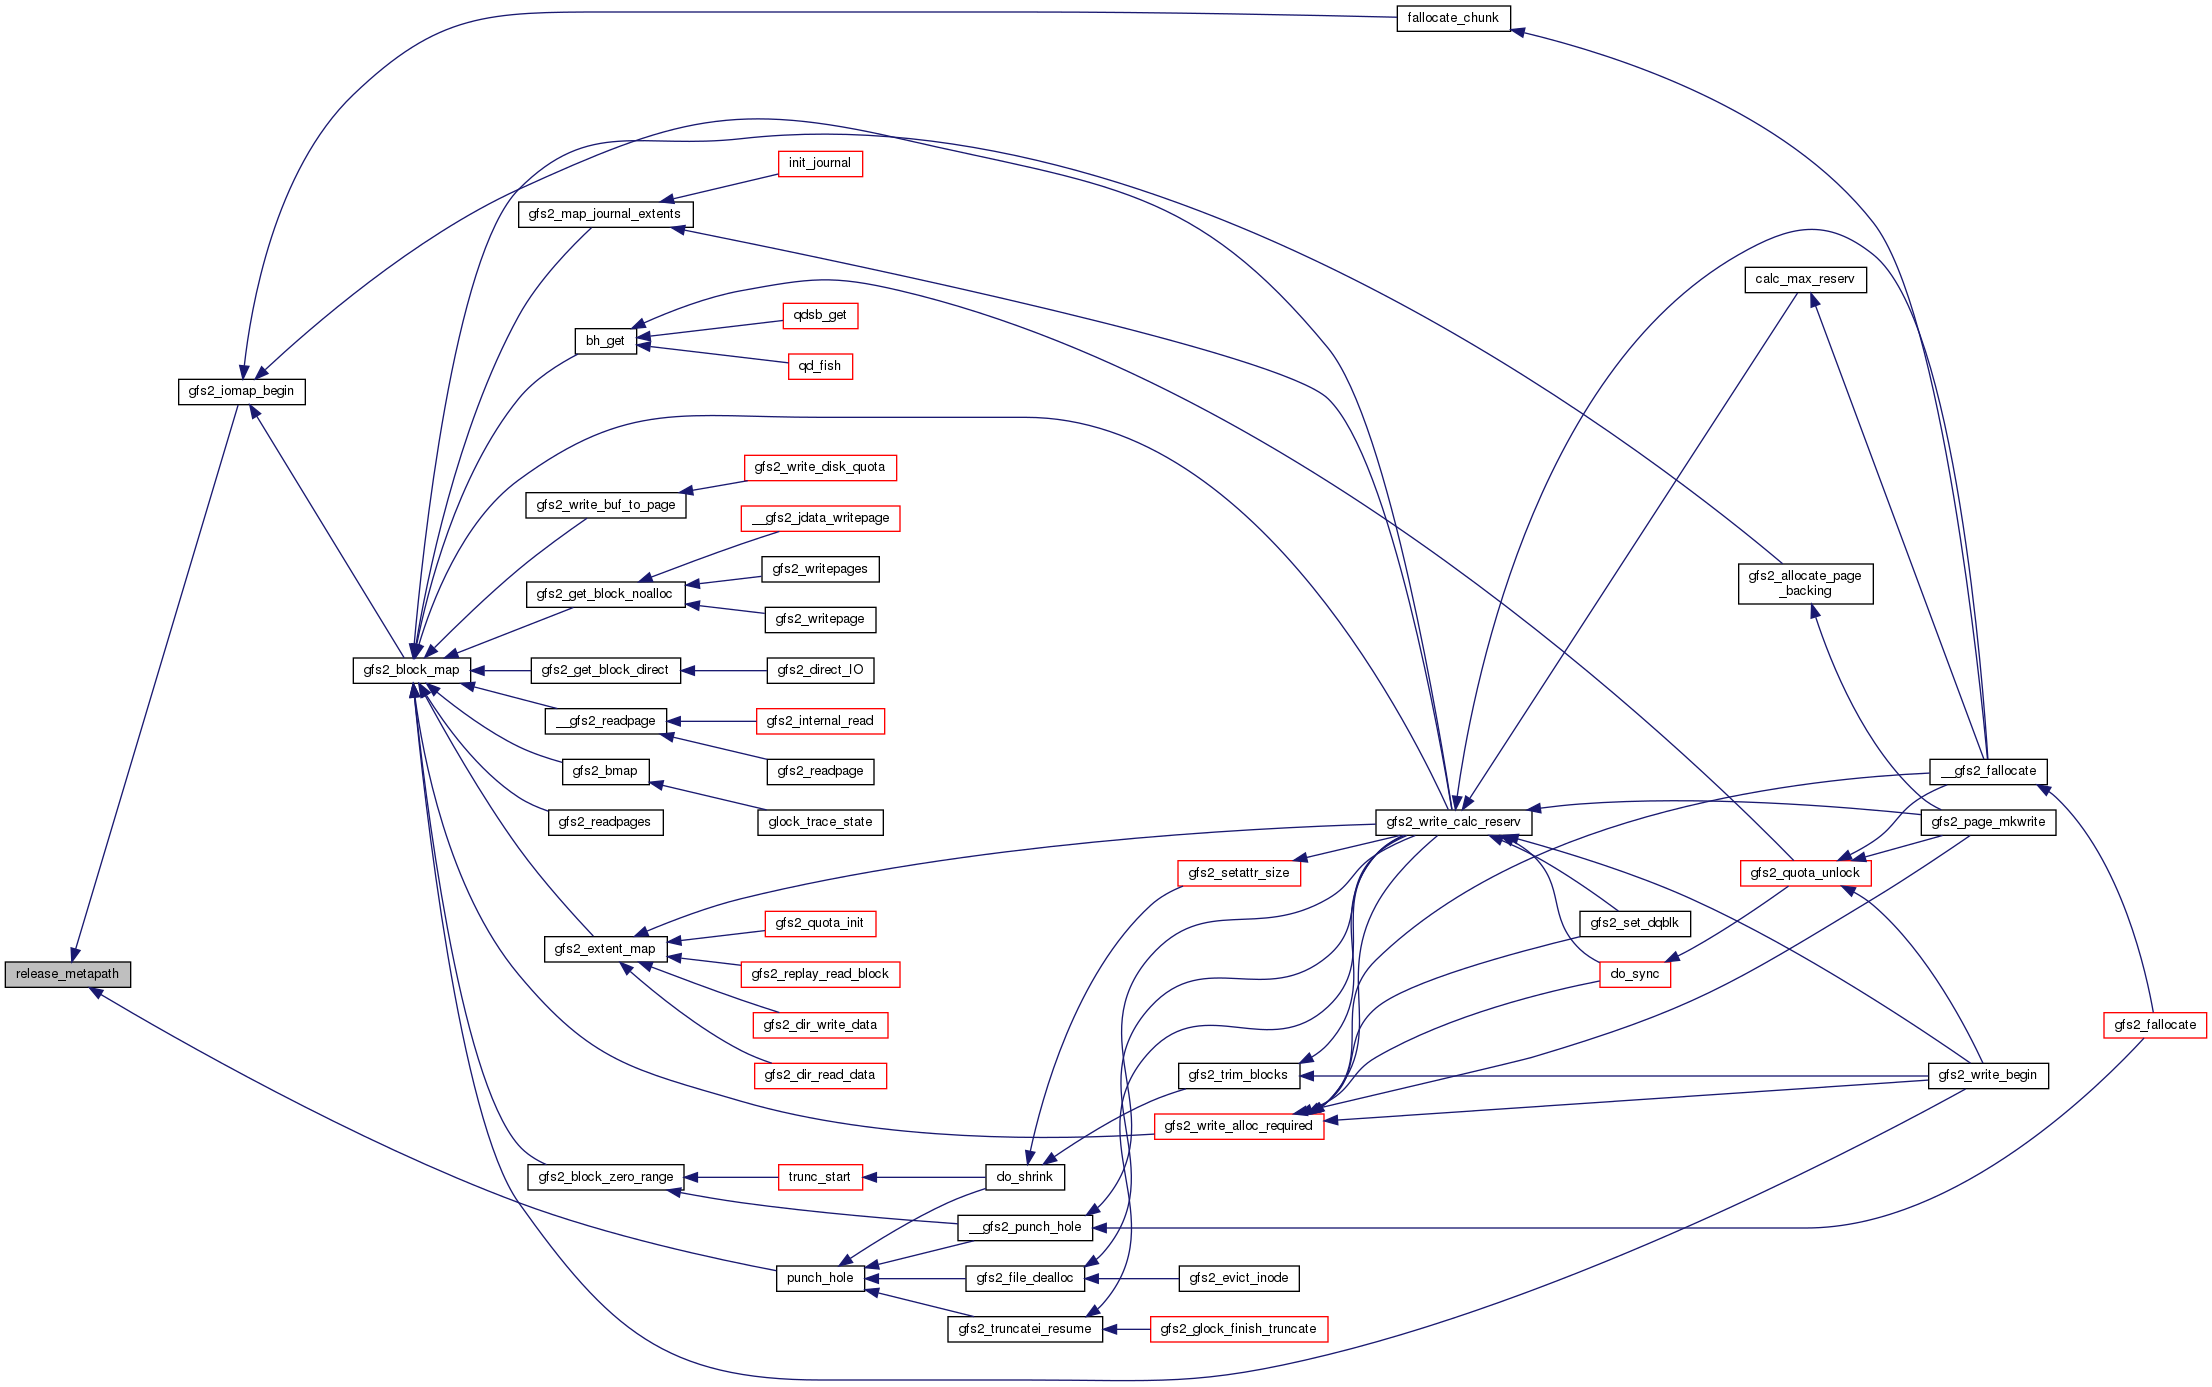 fallocate_chunk
init_journal
gfs2_map_journal_extents
calc_max_reserv
qdsb_get
bh_get
qd_fish
gfs2_iomap_begin
gfs2_write_disk_quota
gfs2_write_buf_to_page
__gfs2_jdata_writepage
gfs2_writepages
gfs2_allocate_page
_backing
gfs2_get_block_noalloc
gfs2_writepage
gfs2_block_map
gfs2_get_block_direct
gfs2_direct_IO
__gfs2_readpage
gfs2_internal_read
gfs2_bmap
gfs2_readpage
__gfs2_fallocate
gfs2_readpages
glock_trace_state
gfs2_write_calc_reserv
gfs2_page_mkwrite
gfs2_setattr_size
gfs2_quota_unlock
gfs2_quota_init
gfs2_set_dqblk
gfs2_extent_map
release_metapath
gfs2_replay_read_block
do_sync
gfs2_dir_write_data
gfs2_fallocate
gfs2_dir_read_data
gfs2_trim_blocks
gfs2_write_begin
gfs2_write_alloc_required
gfs2_block_zero_range
trunc_start
do_shrink
__gfs2_punch_hole
punch_hole
gfs2_file_dealloc
gfs2_evict_inode
gfs2_truncatei_resume
gfs2_glock_finish_truncate